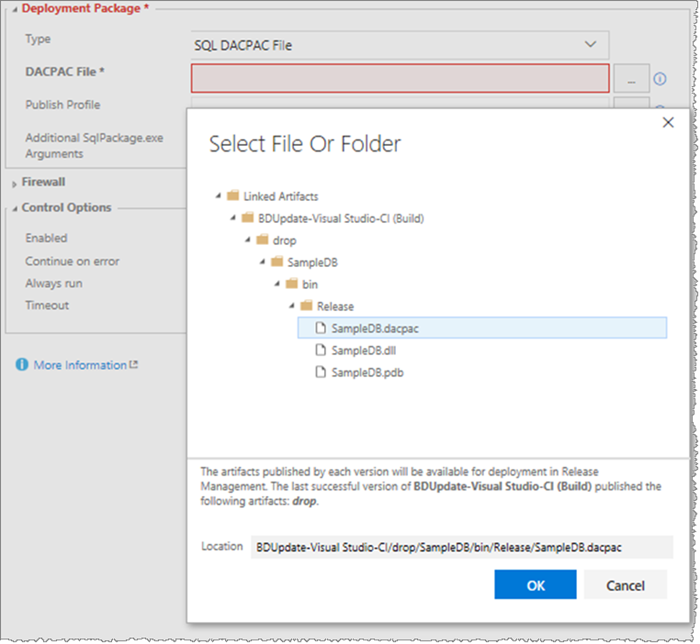 Deployment Package *
Type
SQL DACPAC File
DACPAC File *
...
Publish Profile
Additional SqlPackage.exe
Arguments
Firewall
Control Options
Enabled
Continue on error
Always run
Timeout
More Information
Select File Or Folder
Linked Artifacts
BDUpdate-Visual Studio-CI (Build)
drop
SampleDB
bin
Release
SampleDB.dacpac
SampleDB.dll
SampleDB.pdb
The artifacts published by each version will be available for deployment in Release
Management. The last successful version of BDUpdate-Visual Studio-CI (Build) published the
following artifacts: drop.
Location
BDUpdate-Visual Studio-CI/drop/SampleDB/bin/Release/SampleDB.dacpac
OK
Cancel